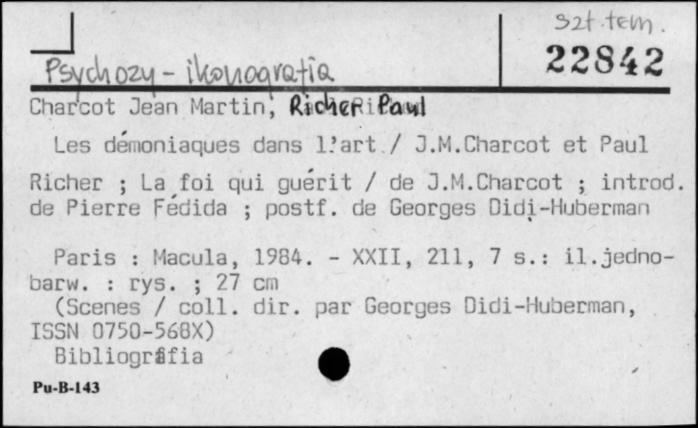 szt. tem.
22842
Psychozy - ikonografia
Charcot Jean Martin, Richer Paul
Les démoniaques dans l'art / J.M.Charcot et Paul
Richer ; La foi qui guérit / de J.M.Charcot ; introd.
de Pierre Fédida ; postf. de Georges Didi-Huberman
Paris : Macula, 1984. - XXII, 211, 7 s.: il.jedno-
barw. : rys. ; 27 cm
(Scenes / coll. dir. par Georges Didi-Huberman,
ISSN 0750-568X)
Bibliografia
Pu-B-143